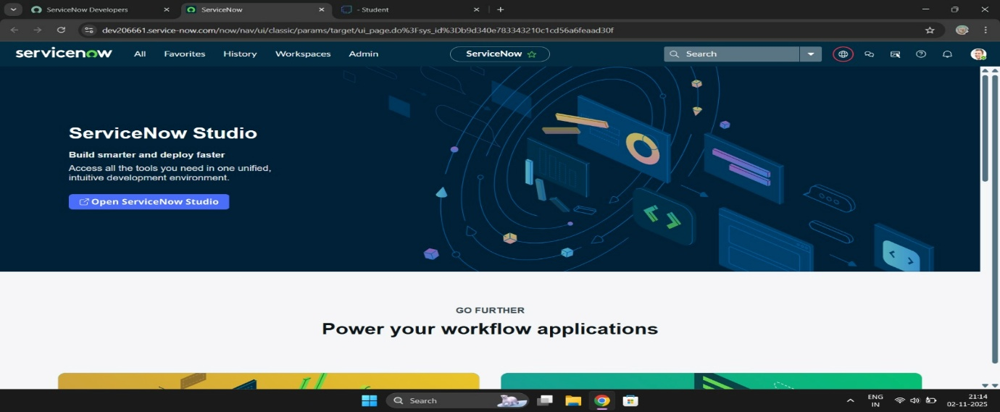 ServiceNow Developers
ServiceNow
- Student
dev206661.service-now.com/now/nav/ui/classic/params/target/ui_page.do%3Fsys_id%3Db9d340e783343210c1cd56a6feaad30f
servicenow
All
Favorites
History
Workspaces
Admin
ServiceNow
Search
ServiceNow Studio
Build smarter and deploy faster
Access all the tools you need in one unified,
intuitive development environment.
Open ServiceNow Studio
GO FURTHER
Power your workflow applications
Search
ENG
IN
21:14
02-11-2025